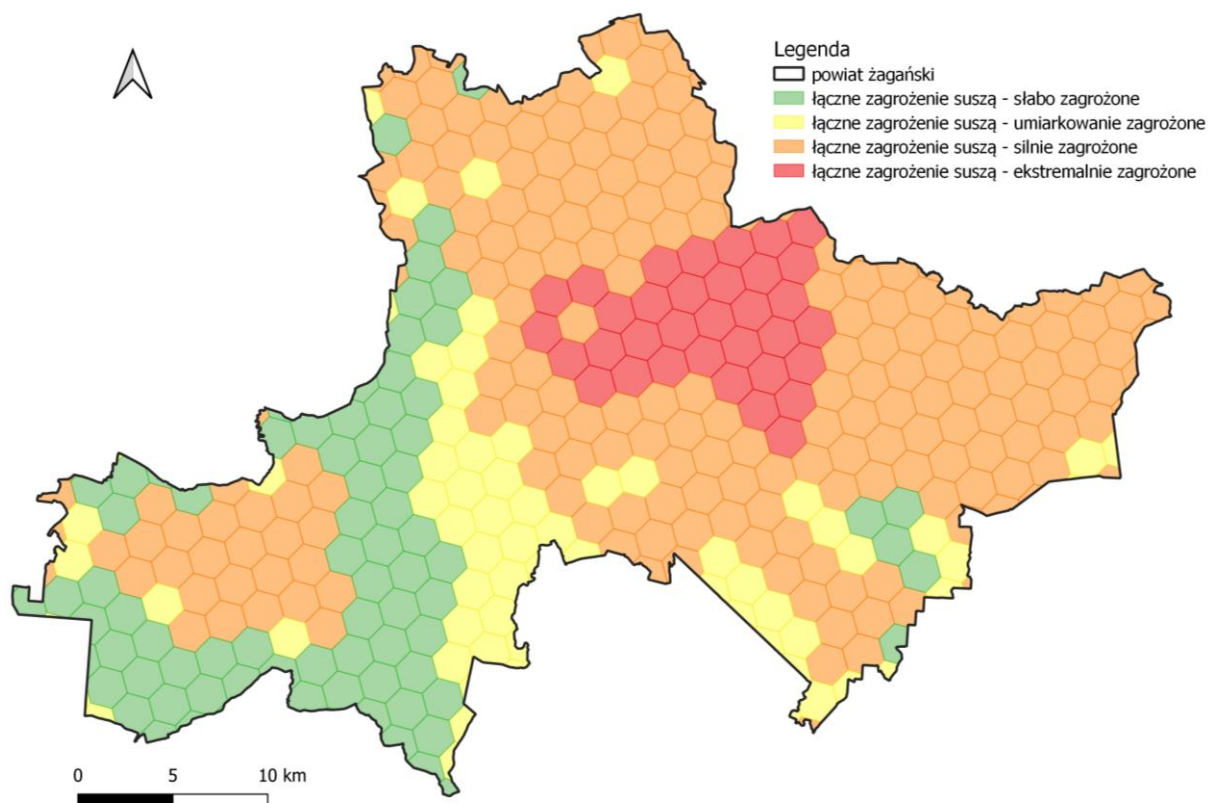 Legenda
powiat żagański
łączne zagrożenie suszą - słabo zagrożone
łączne zagrożenie suszą - umiarkowanie zagrożone
łączne zagrożenie suszą - silnie zagrożone
łączne zagrożenie suszą - ekstremalnie zagrożone
0 5 10 km